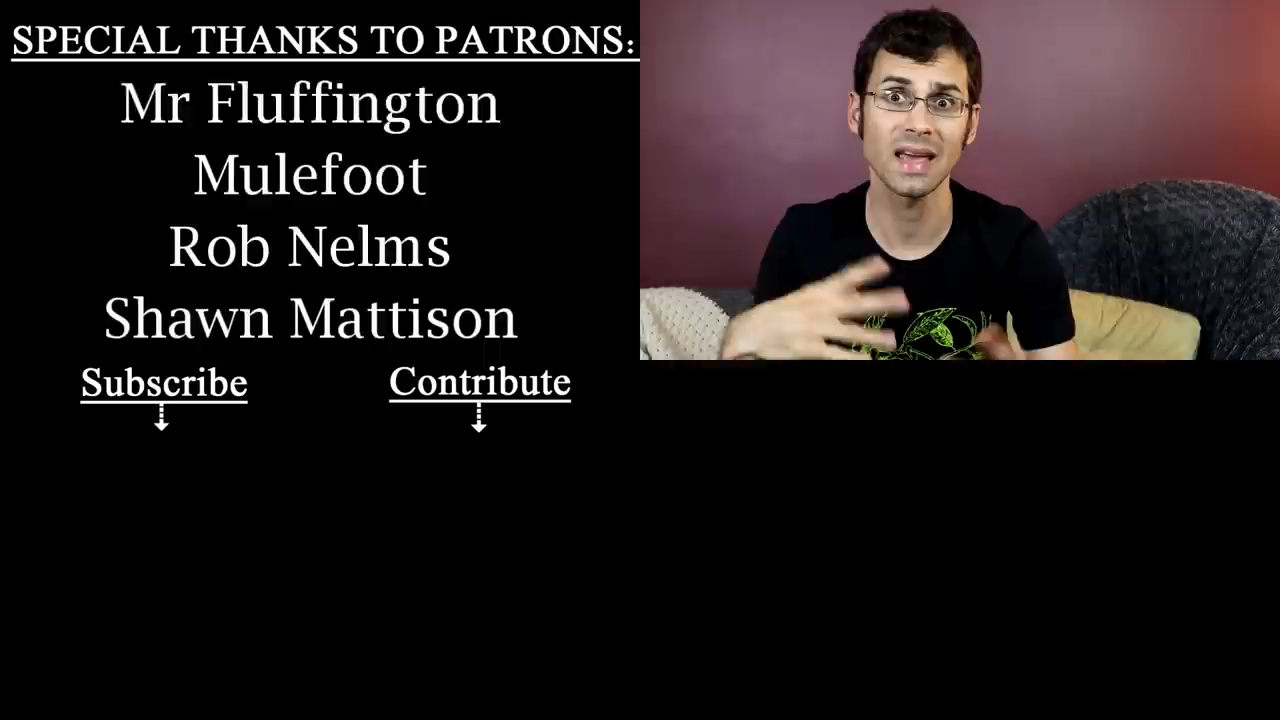 SPECIAL THANKS TO PATRONS:
Mr Fluffington
Mulefoot
Rob Nelms
Shawn Mattison
Subscribe
Contribute